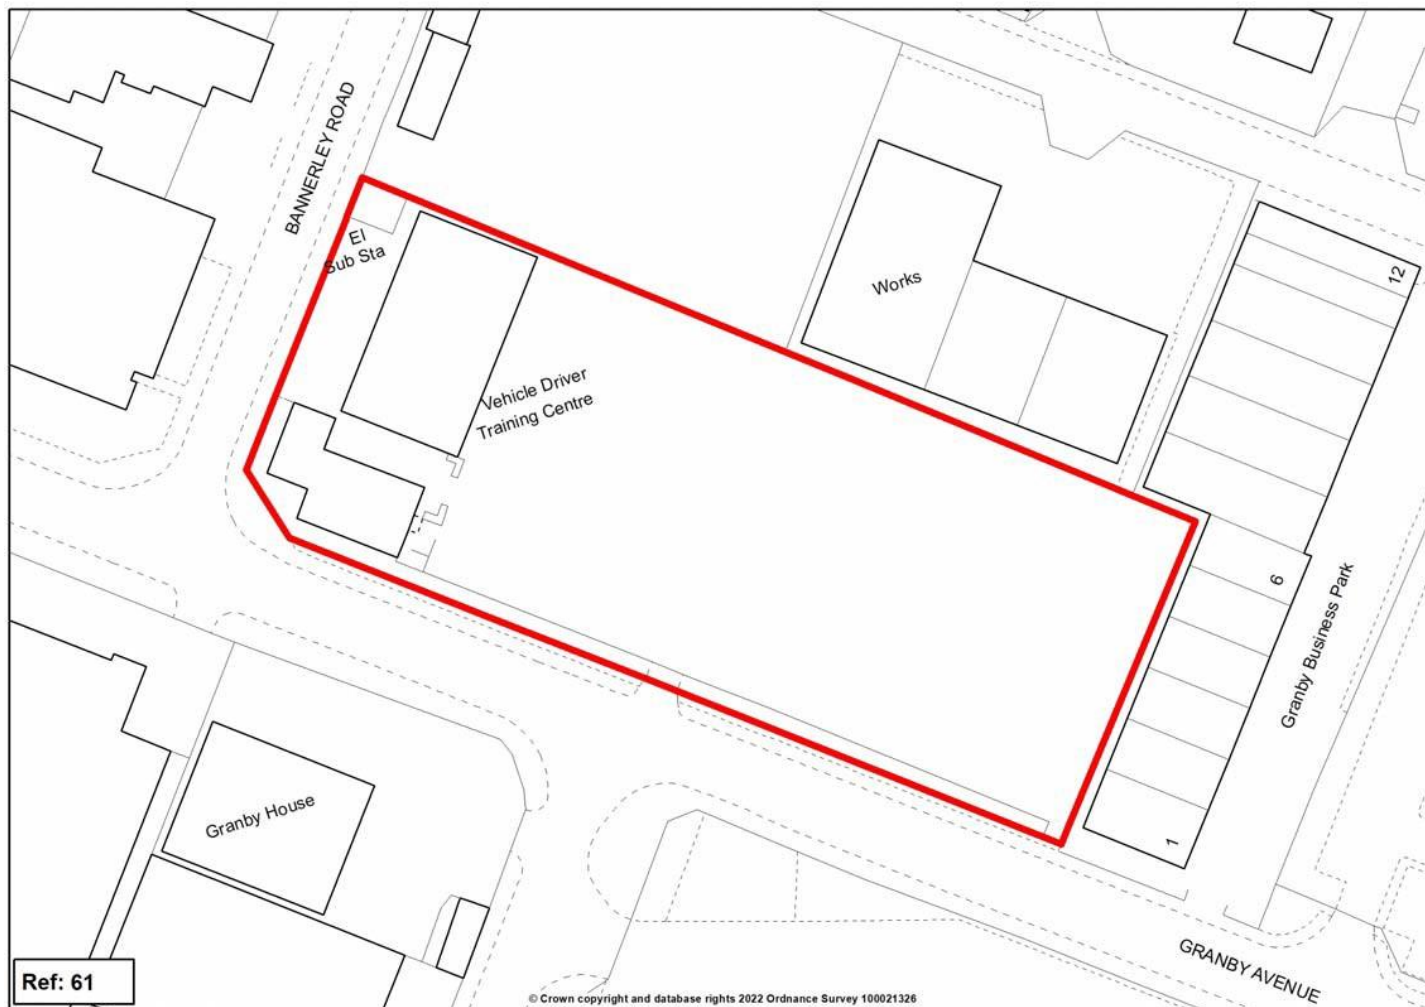 BANNERLEY ROAD
El
Sub Sta
Works
12
Vehicle Driver
Training Centre
6
Granby Business Park
Granby House
1
GRANBY AVENUE
Ref: 61
© Crown copyright and database rights 2022 Ordnance Survey 100021326